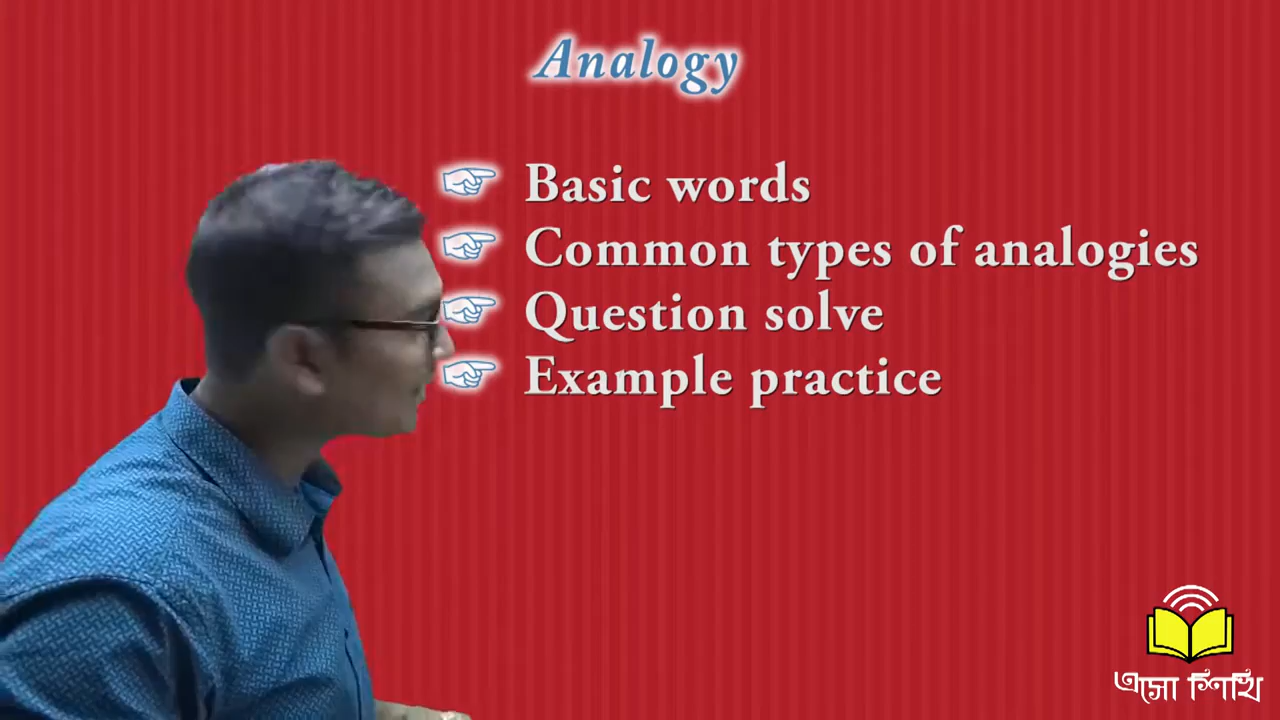 Analogy
Basic words
Common types of analogies
Question solve
Example practice
এসো শিখি